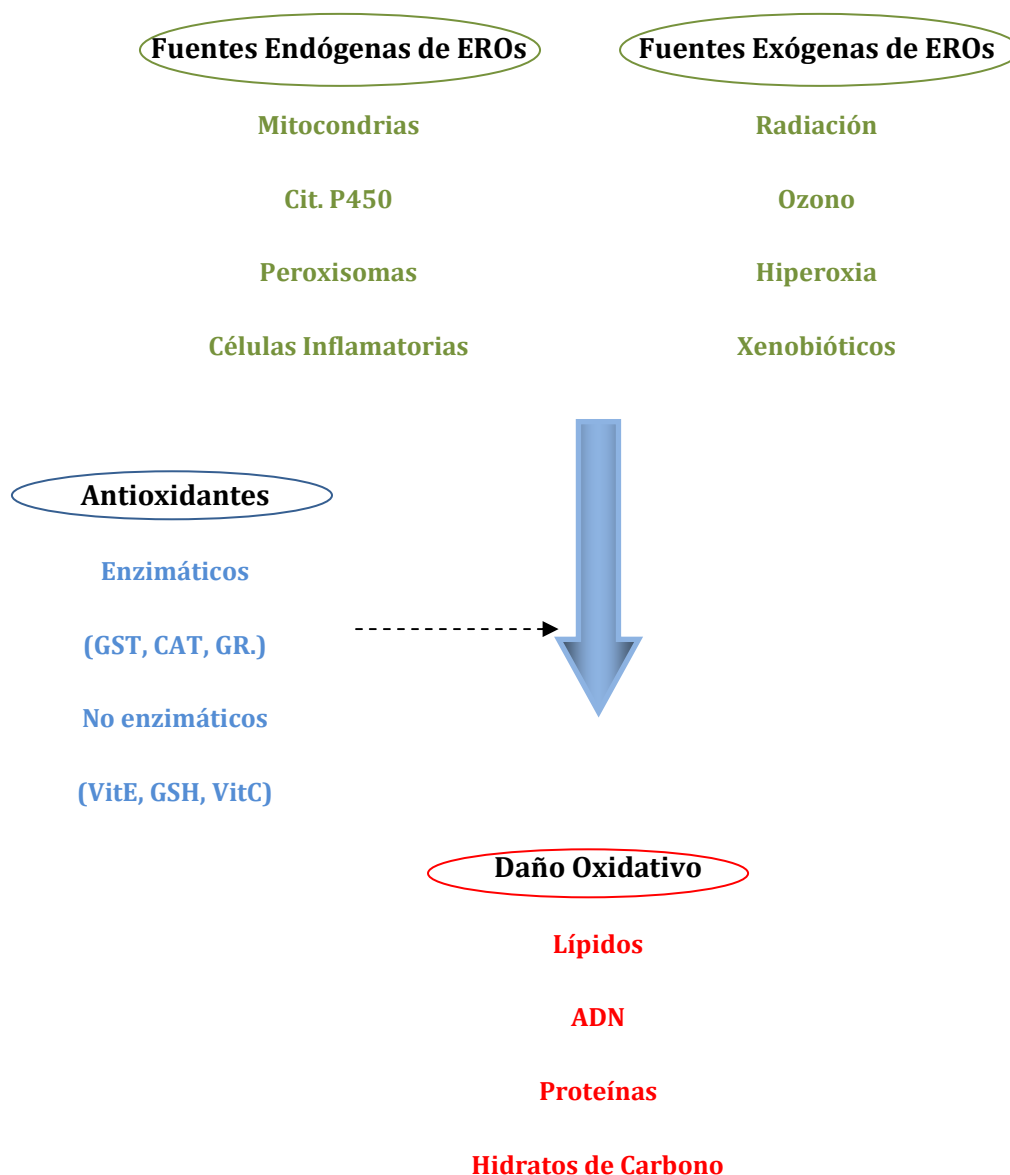 Fuentes Endógenas de EROs
Mitocondrias
Cit. P450
Peroxisomas
Células Inflamatorias
Fuentes Exógenas de EROs
Radiación
Ozono
Hiperoxia
Xenobióticos
Antioxidantes
Enzimáticos
(GST, CAT, GR.)
No enzimáticos
(VitE, GSH, VitC)
Daño Oxidativo
Lípidos
ADN
Proteínas
Hidratos de Carbono